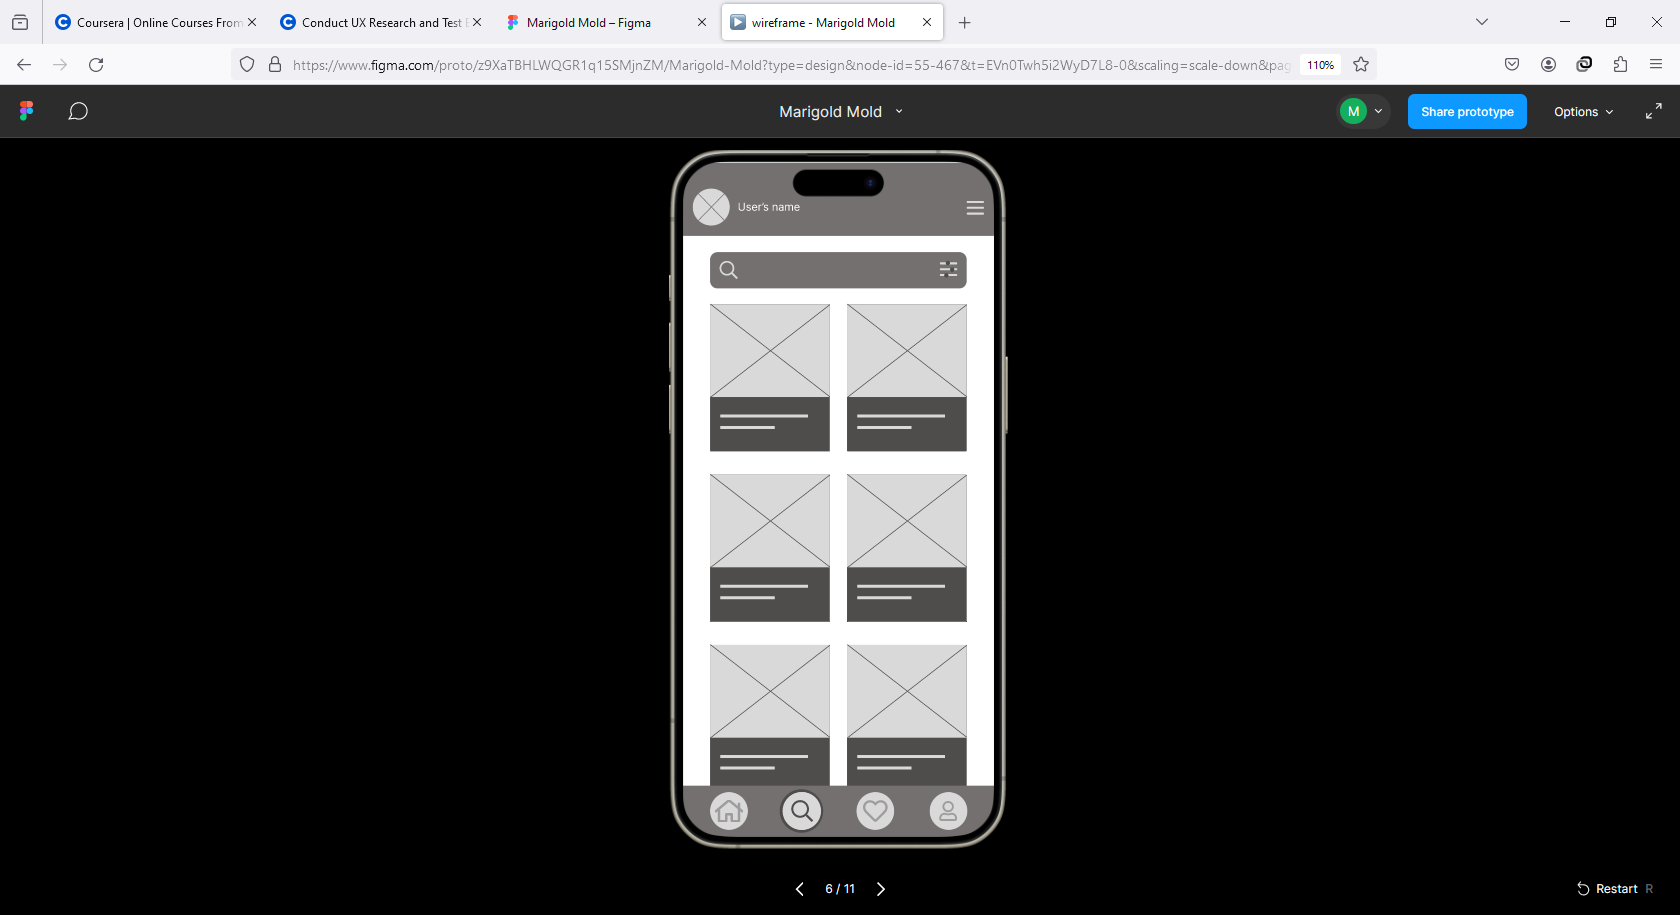 Coursera | Online Courses From
Conduct UX Research and Test
Marigold Mold – Figma
wireframe - Marigold Mold
https://www.figma.com/proto/z9XaTBHLWQGR1q15SMjnZM/Marigold-Mold?type=design&node-id=55-467&t=EVn0Twh5i2WyD7L8-0&scaling=scale-down&pag
110%
Marigold Mold
M
Share prototype
Options
User's name
6 / 11
Restart R